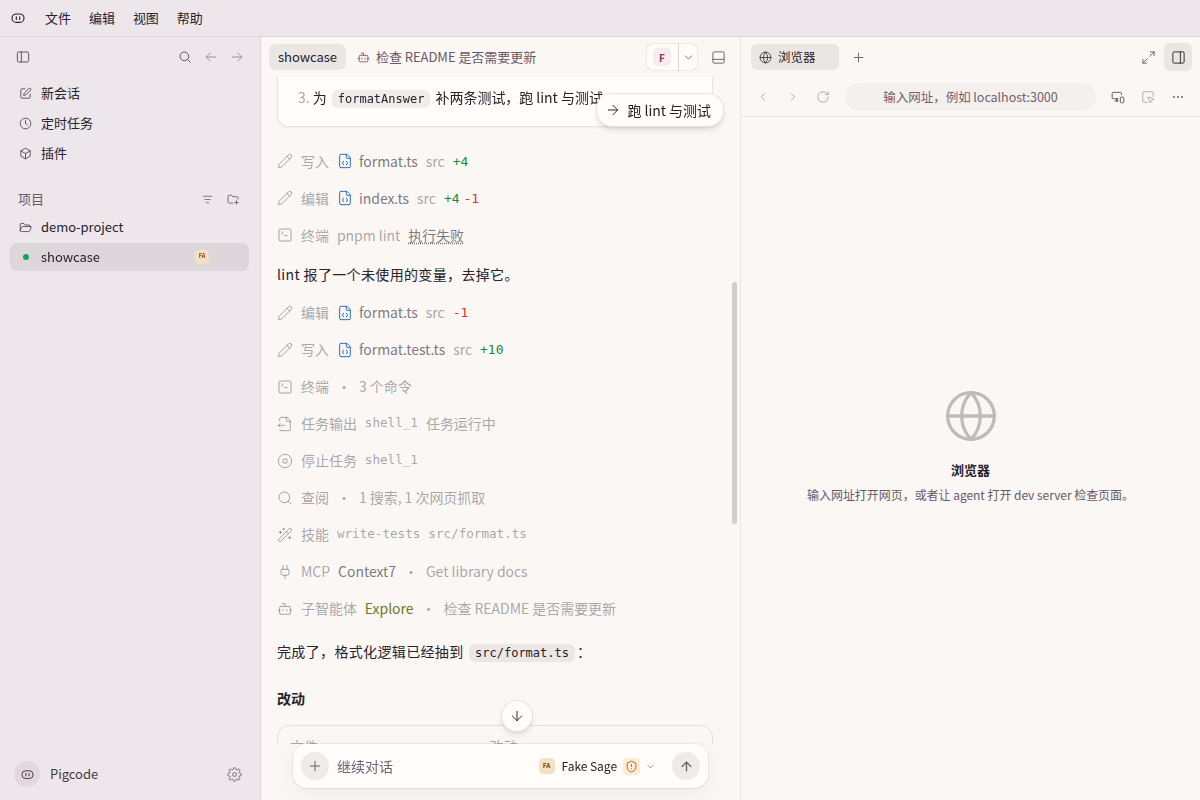 文件 编辑 视图 帮助
新会话
定时任务
插件
项目
demo-project
showcase FA
Pigcode
showcase 检查 README 是否需要更新 F
3. 为 formatAnswer 补两条测试，跑 lint 与测试
跑 lint 与测试
写入 format.ts src +4
编辑 index.ts src +4 -1
终端 pnpm lint 执行失败
lint 报了一个未使用的变量，去掉它。
编辑 format.ts src -1
写入 format.test.ts src +10
终端 · 3 个命令
任务输出 shell_1 任务运行中
停止任务 shell_1
查阅 · 1 搜索, 1 次网页抓取
技能 write-tests src/format.ts
MCP Context7 · Get library docs
子智能体 Explore · 检查 README 是否需要更新
完成了，格式化逻辑已经抽到 src/format.ts：
改动
文件 改动
继续对话 FA Fake Sage
浏览器
输入网址，例如 localhost:3000
浏览器
输入网址打开网页，或者让 agent 打开 dev server 检查页面。